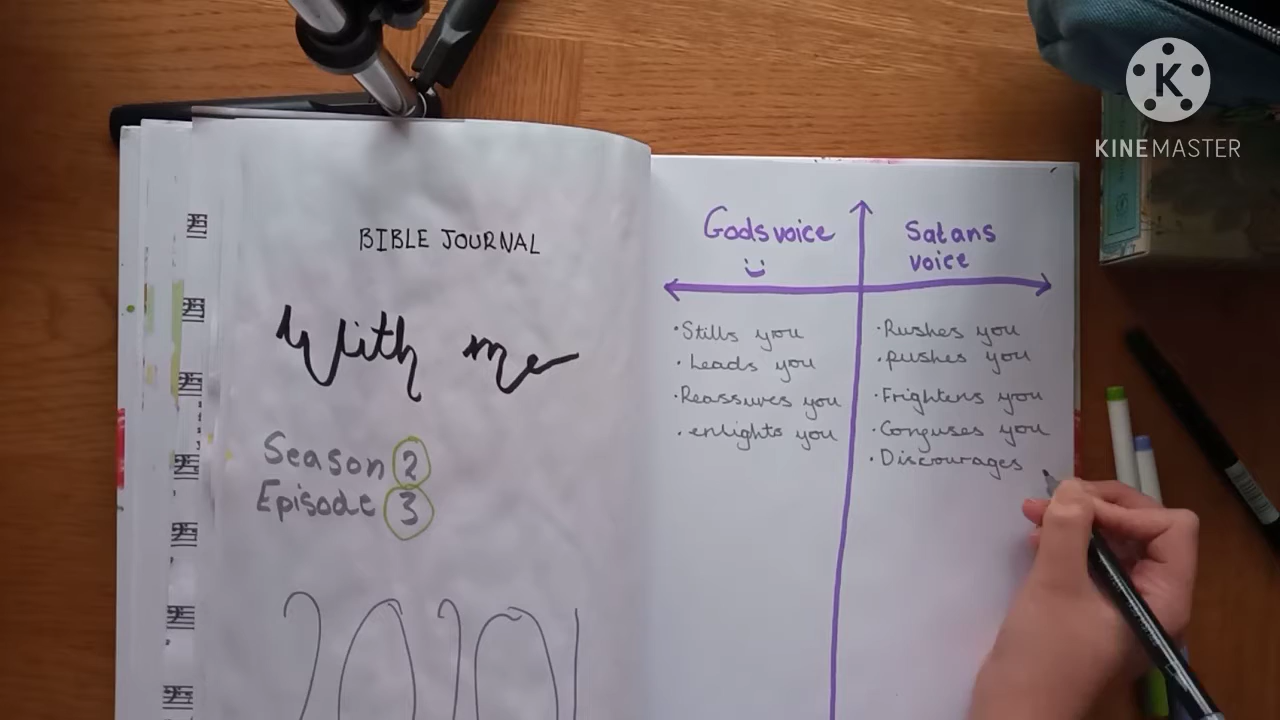 BIBLE JOURNAL
With me
Season 2
Episode 3
Gods voice
Satans
voice
•Stills you
•Leads you
•Reassures you
•enlights you
•Rushes you
•pushes you
•Frightens you
•Confuses you
•Discourages
K
KINEMASTER